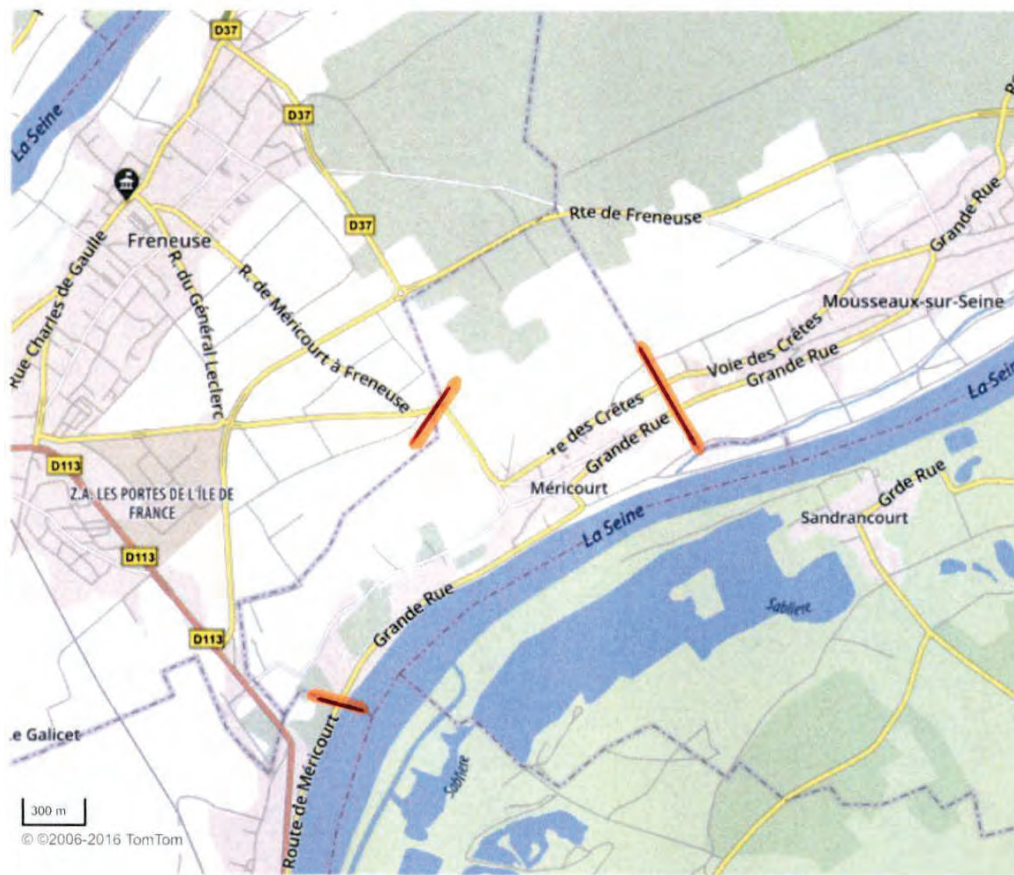 D37
La Seine
D37
D37
Rte de Freneuse
Grande Rue
Freneuse
R. de Méricourt à Freneuse
R. du Général Leclerc
Rue Charles de Gaulle
Mousseaux-sur-Seine
Voie des Crêtes
Grande Rue
La Sein
te des Crêtes
Grande Rue
D113
Z.A. LES PORTES DE L'ÎLE DE
FRANCE
Méricourt
Grde Rue
Sandrancourt
La Seine
D113
Sablière
Grande Rue
D113
e Galicet
Route de Méricourt
Sablière
300 m
© ©2006-2016 TomTom